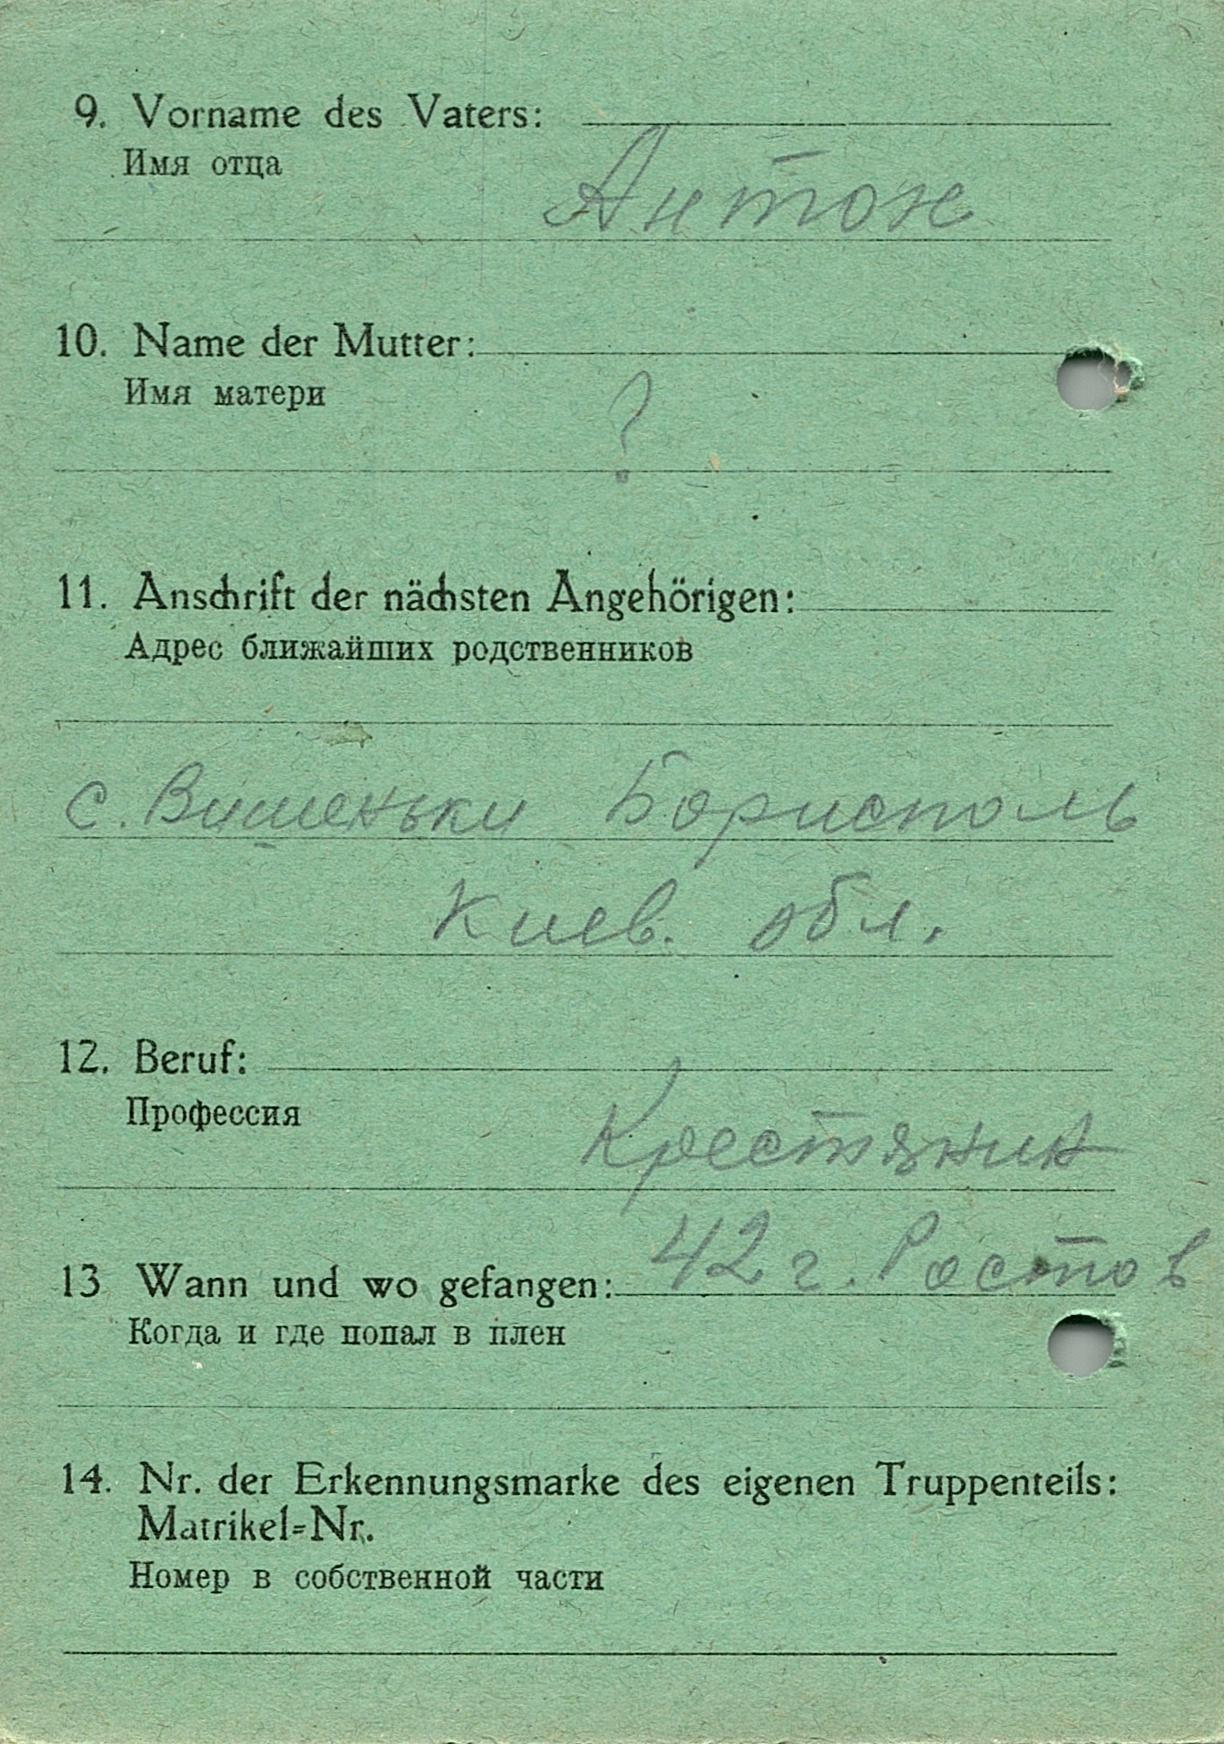 9. Vorname des Vaters:
Имя отца
Антон
10. Name der Mutter:
Имя матери
?
11. Anschrift der nächsten Angehörigen:
Адрес ближайших родственников
с. Вишеньки Борисполь
Киев. обл.
12. Beruf:
Профессия
Крестяник
42 г. Ростов
13 Wann und wo gefangen:
Когда и где попал в плен
14. Nr. der Erkennungsmarke des eigenen Truppenteils:
Matrikel=Nr.
Номер в собственной части